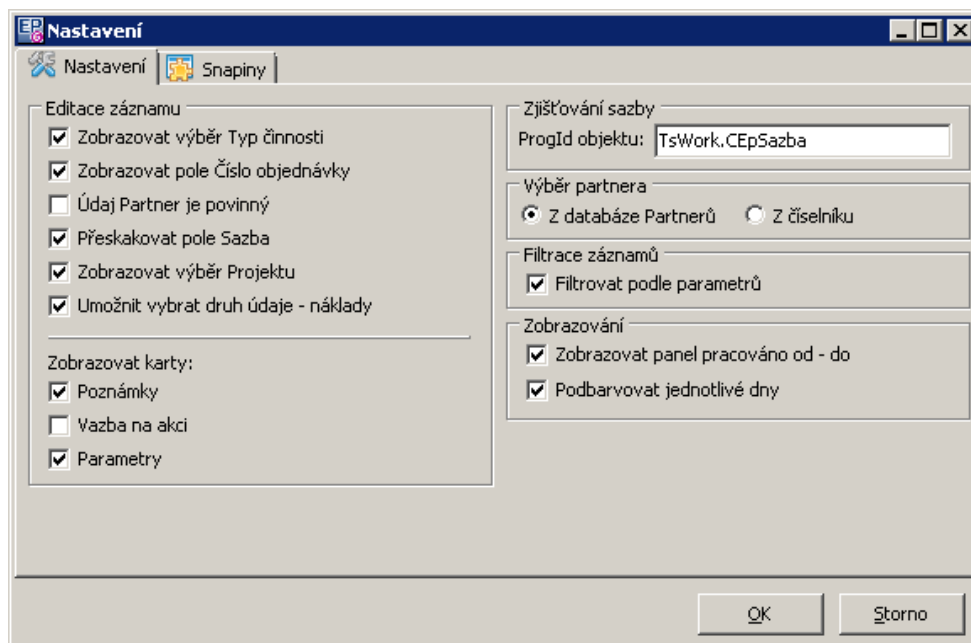 Nastavení
Nastavení
Snapiny
Editace záznamu
Zobrazovat výběr Typ činnosti
Zobrazovat pole Číslo objednávky
Údaj Partner je povinný
Přeskakovat pole Sazba
Zobrazovat výběr Projektu
Umožnit vybrat druh údaje - náklady
Zobrazovat karty:
Poznámky
Vazba na akci
Parametry
Zjišťování sazby
ProgId objektu: TsWork.CEpSazba
Výběr partnera
Z databáze Partnerů
Z číselníku
Filtrace záznamů
Filtrovat podle parametrů
Zobrazování
Zobrazovat panel pracováno od - do
Podbarvovat jednotlivé dny
OK
Storno